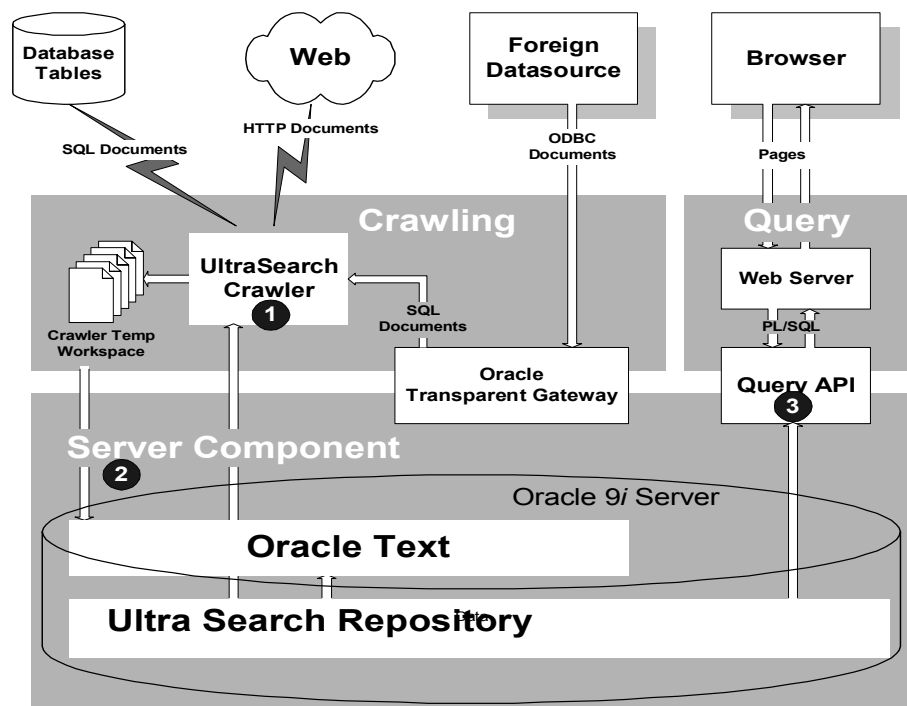 Database
Tables
Web
Foreign
Datasource
Browser
SQL Documents
HTTP Documents
ODBC
Documents
Pages
Crawling
Query
UltraSearch
Crawler
1
Crawler Temp
Workspace
SQL
Documents
Oracle
Transparent Gateway
Web Server
PL/SQL
Query API
3
Server Component
2
Oracle 9i Server
Oracle Text
Ultra Search Repository
Data